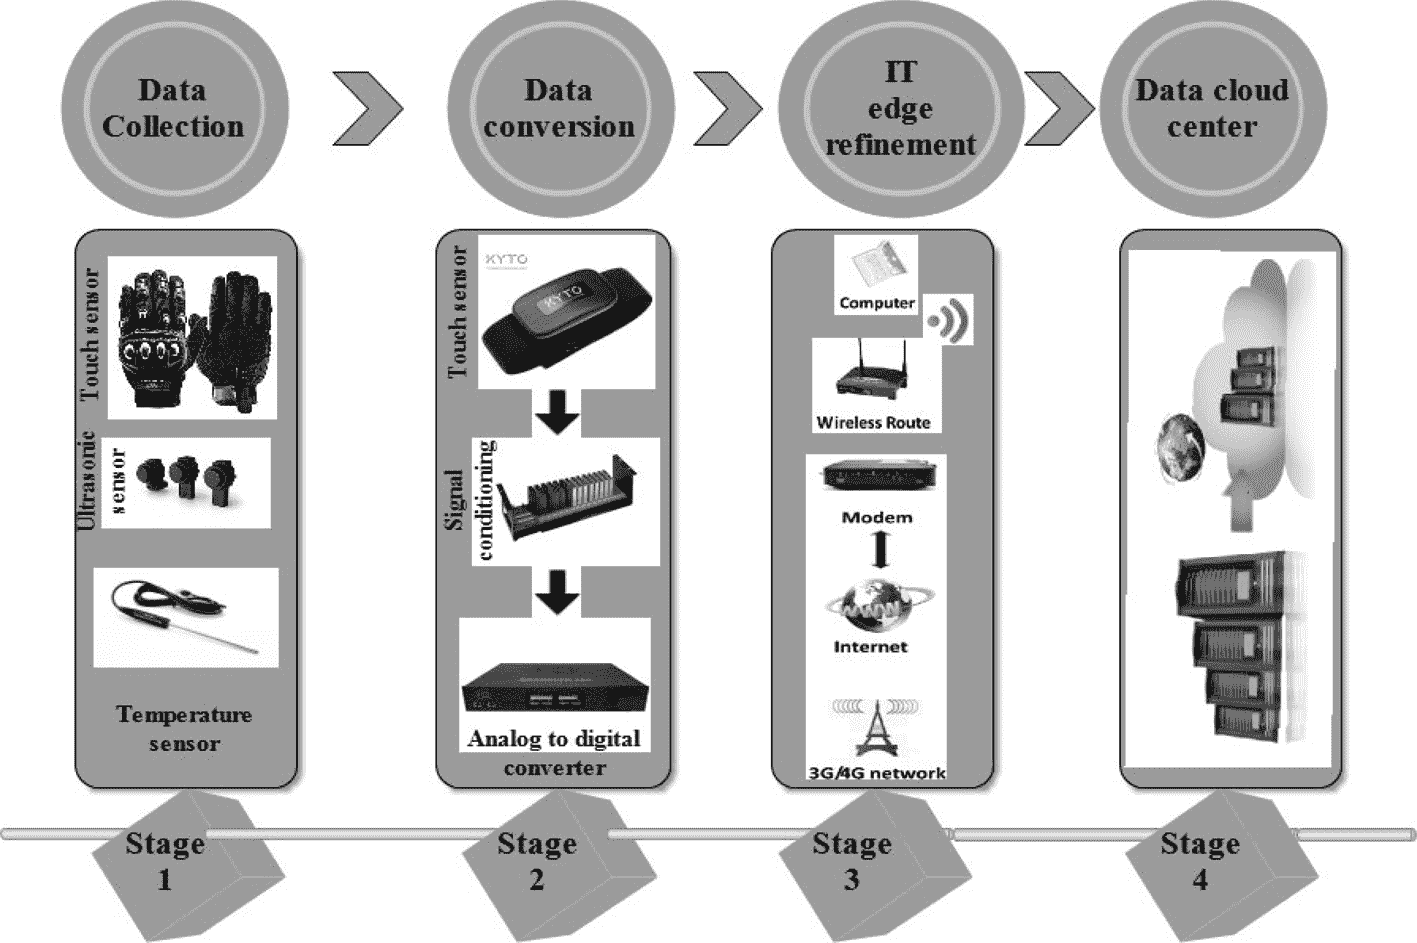 Data
Collection
Data
conversion
IT
edge
refinement
Data cloud
center
Touch sensor
Ultrasonic
sensor
Temperature
sensor
Touch sensor
KYTO
KYTO
Signal
conditioning
Analog to digital
converter
Computer
Wireless Route
Modem
www
Internet
3G/4G network
Stage
1
Stage
2
Stage
3
Stage
4